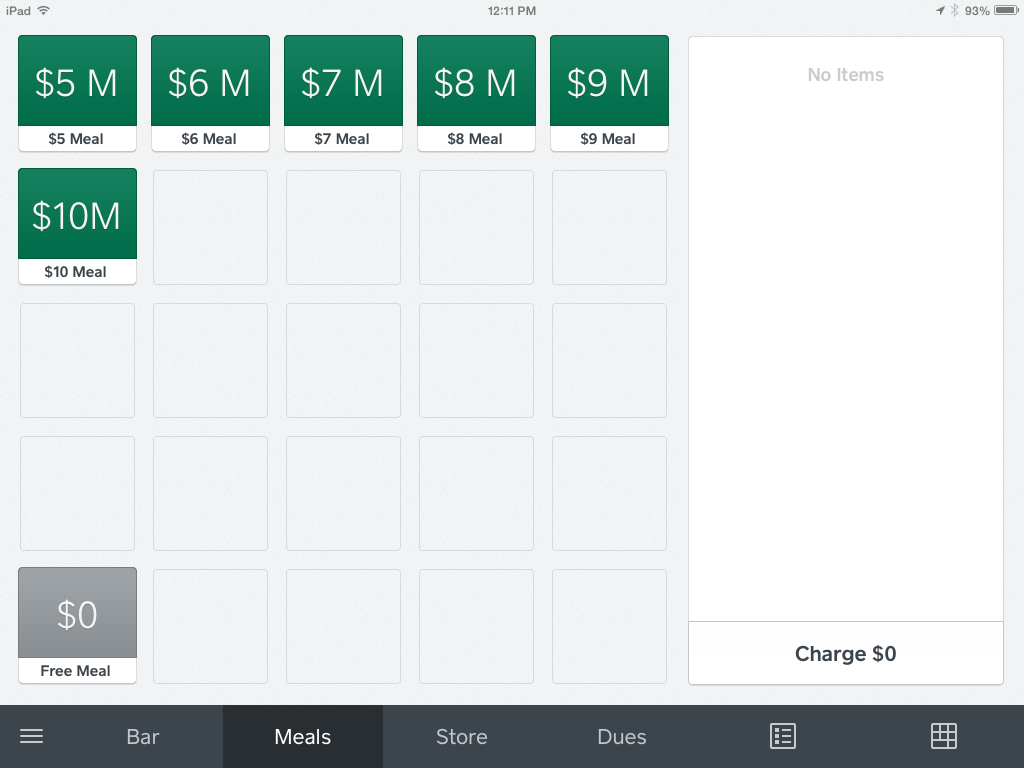 iPad 12:11 PM 93%
$5 M $6 M $7 M $8 M $9 M
$5 Meal $6 Meal $7 Meal $8 Meal $9 Meal
No Items
$10M
$10 Meal
$0
Free Meal
Charge $0
Bar Meals Store Dues